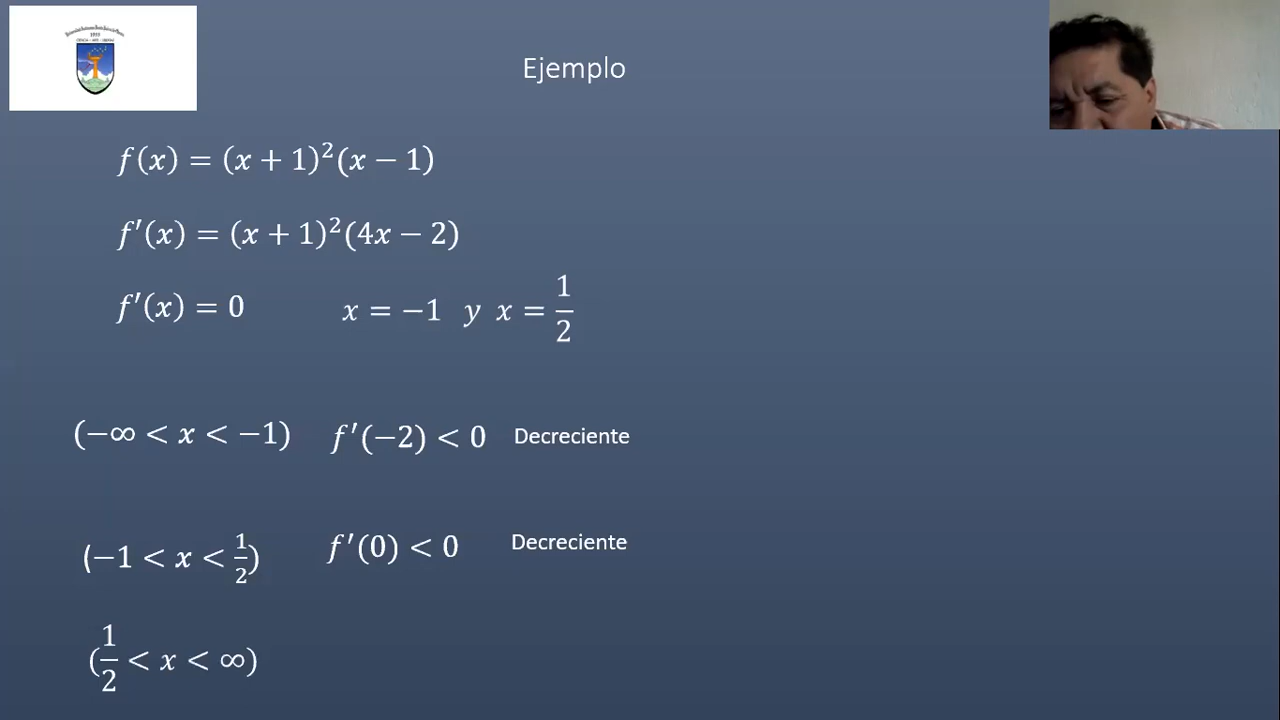 1955
Ejemplo
f(x) = (x + 1)²(x − 1)
f′(x) = (x + 1)²(4x − 2)
f′(x) = 0 x = −1 y x = 1/2
(−∞ < x < −1) f′(−2) < 0 Decreciente
(−1 < x < 1/2) f′(0) < 0 Decreciente
(1/2 < x < ∞)